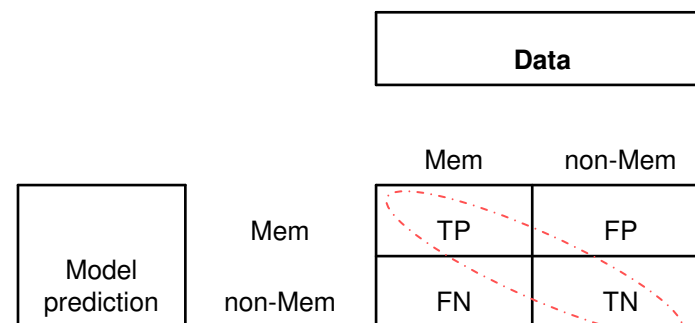 Data
Mem non-Mem
Mem TP FP
Model
prediction non-Mem FN TN